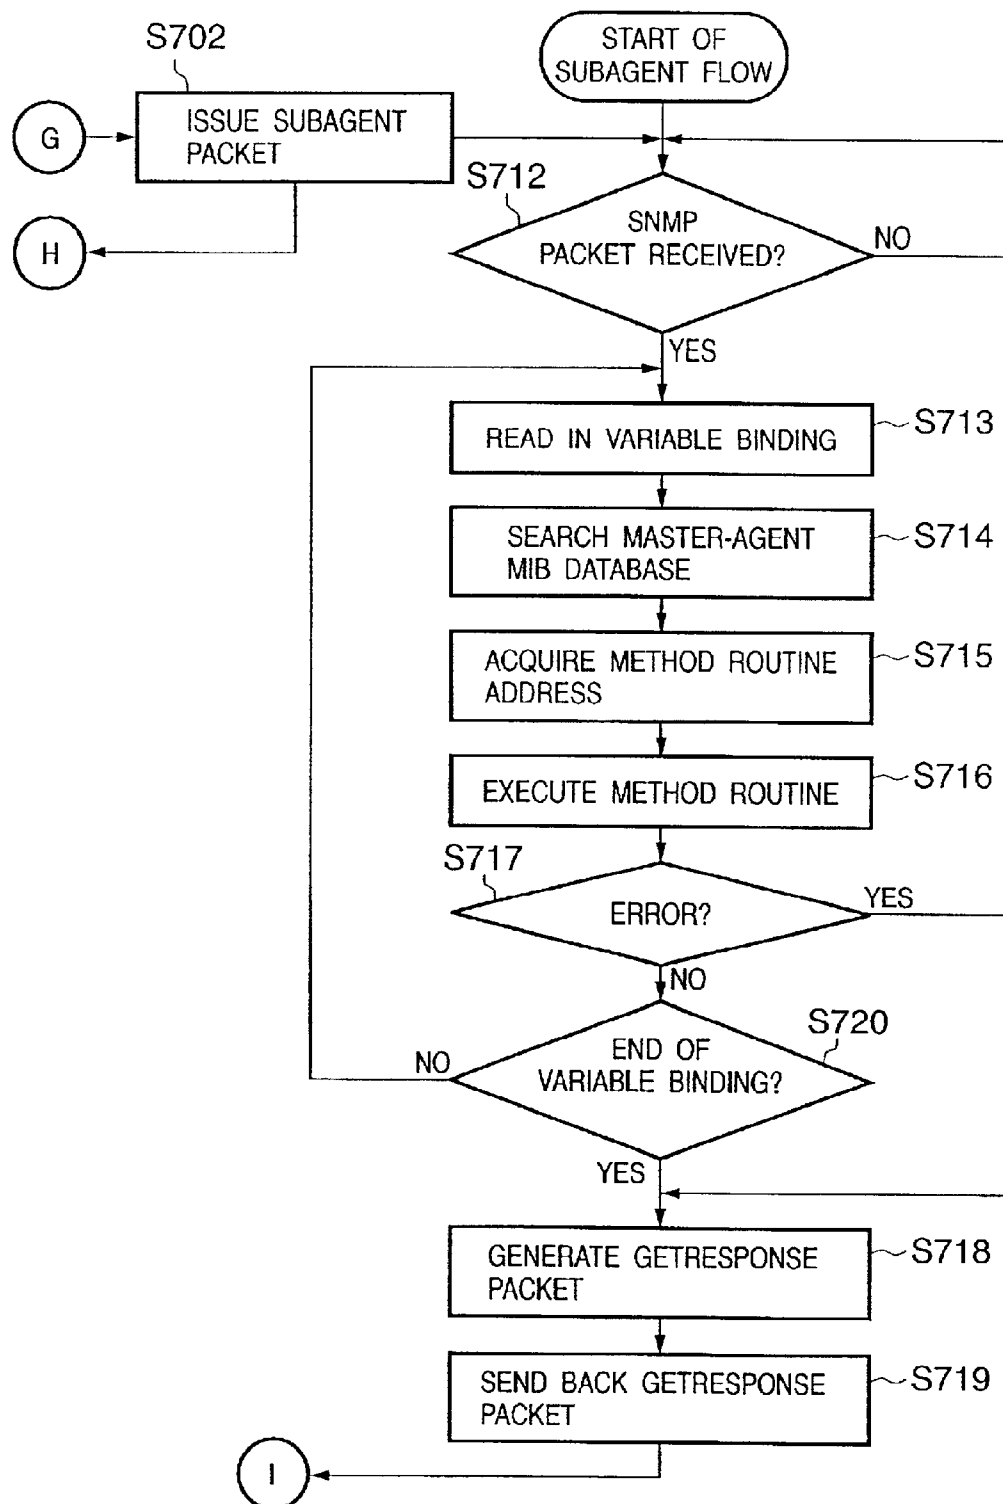 S702
START OF
SUBAGENT FLOW
G
ISSUE SUBAGENT
PACKET
H
S712
SNMP
PACKET RECEIVED?
NO
YES
READ IN VARIABLE BINDING
S713
SEARCH MASTER-AGENT
MIB DATABASE
S714
ACQUIRE METHOD ROUTINE
ADDRESS
S715
EXECUTE METHOD ROUTINE
S716
S717
ERROR?
YES
NO
S720
END OF
VARIABLE BINDING?
NO
YES
GENERATE GETRESPONSE
PACKET
S718
SEND BACK GETRESPONSE
PACKET
S719
I